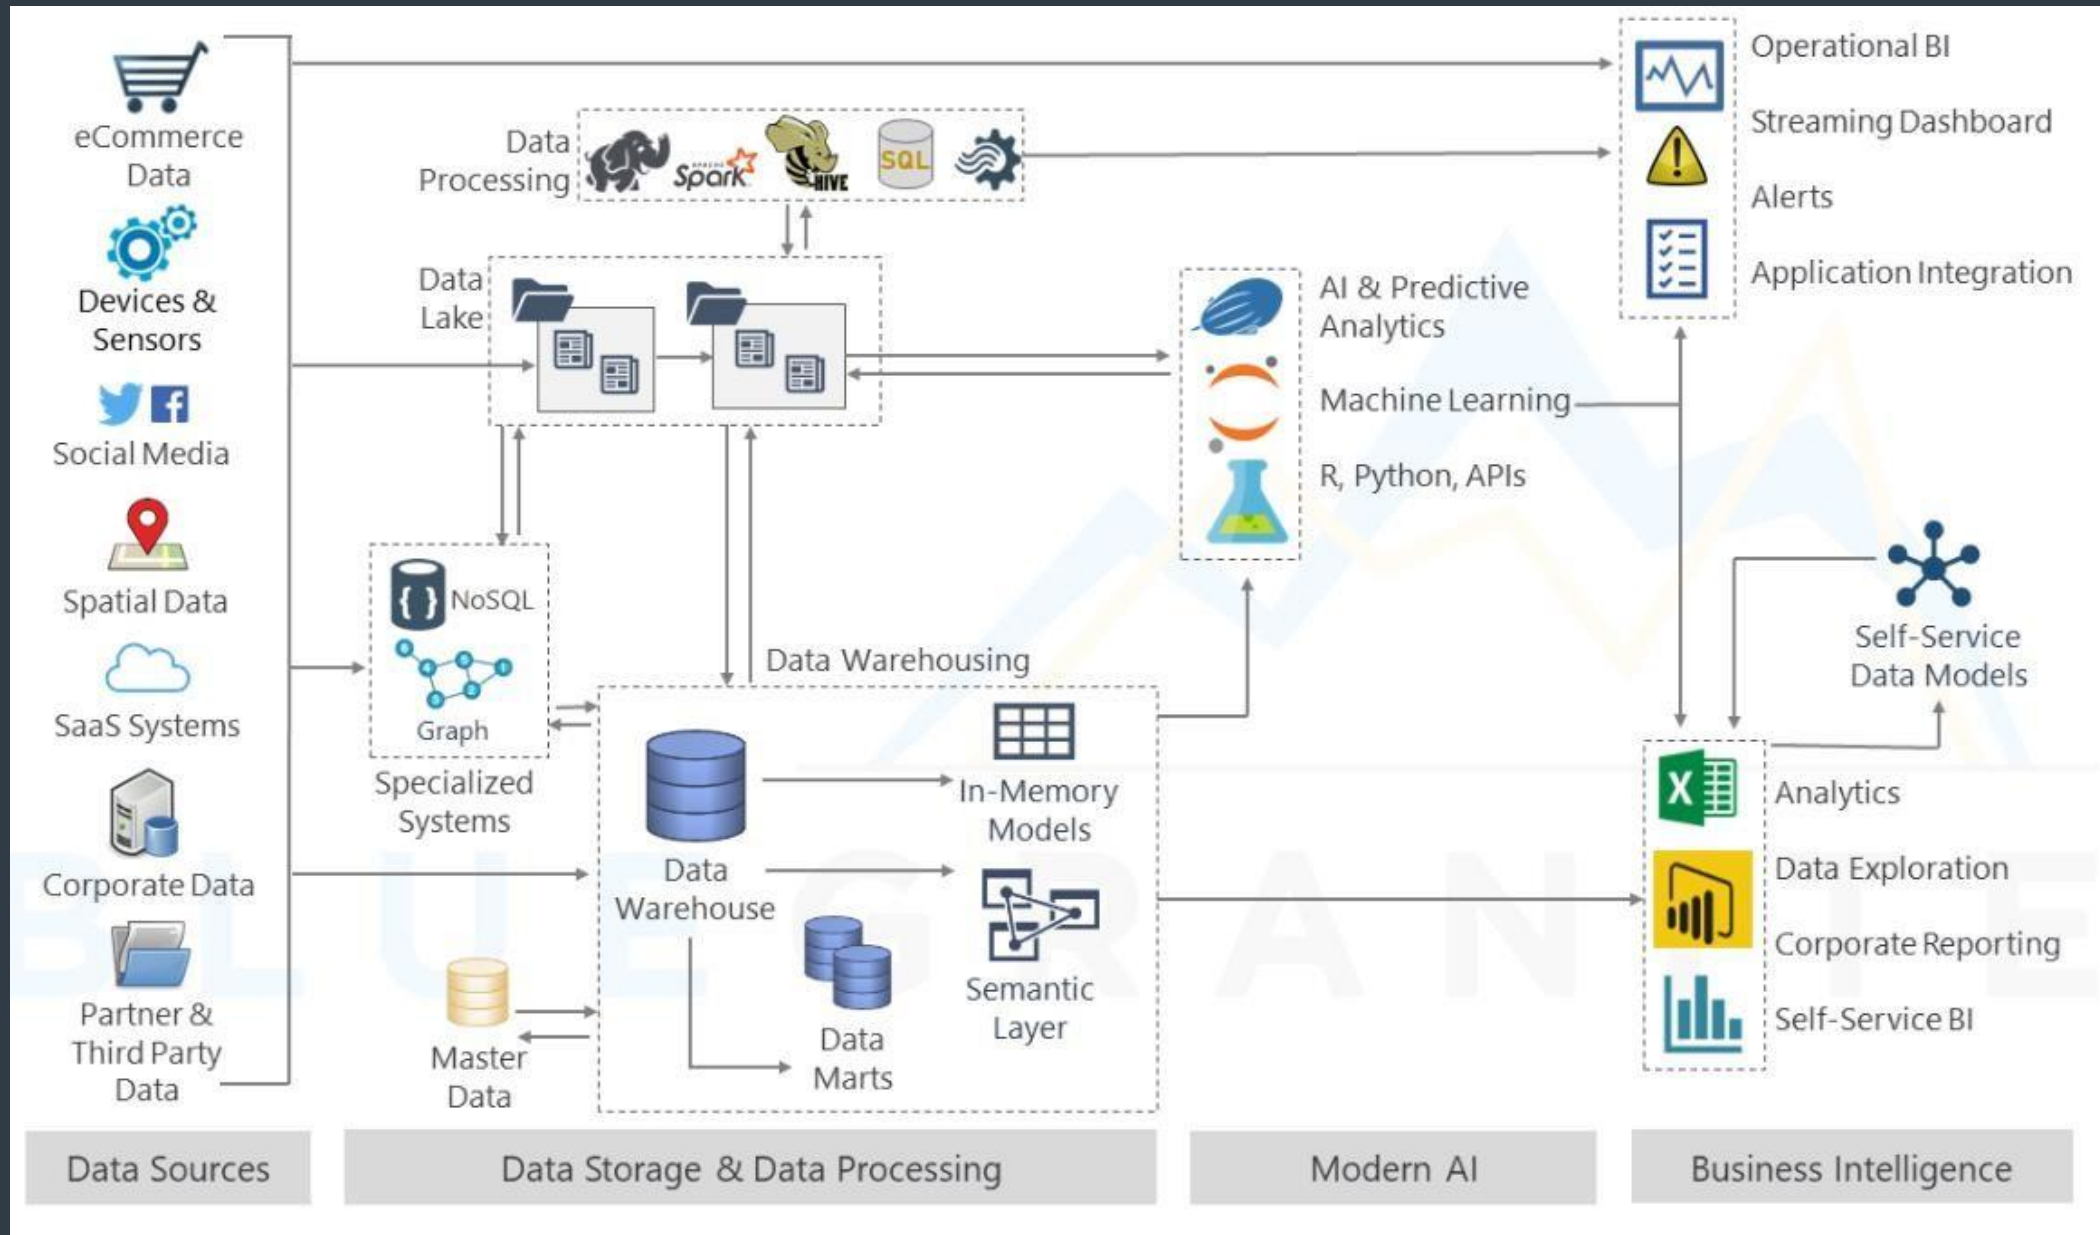 eCommerce
Data
Devices &
Sensors
Social Media
Spatial Data
SaaS Systems
Corporate Data
Partner &
Third Party
Data
Data
Processing
APACHE
Spark
HIVE
SQL
Data
Lake
NoSQL
Graph
Specialized
Systems
Master
Data
Data Warehousing
Data
Warehouse
In-Memory
Models
Semantic
Layer
Data
Marts
AI & Predictive
Analytics
Machine Learning
R, Python, APIs
Operational BI
Streaming Dashboard
Alerts
Application Integration
Self-Service
Data Models
X
Analytics
Data Exploration
Corporate Reporting
Self-Service BI
BLUE GRANITE
Data Sources
Data Storage & Data Processing
Modern AI
Business Intelligence